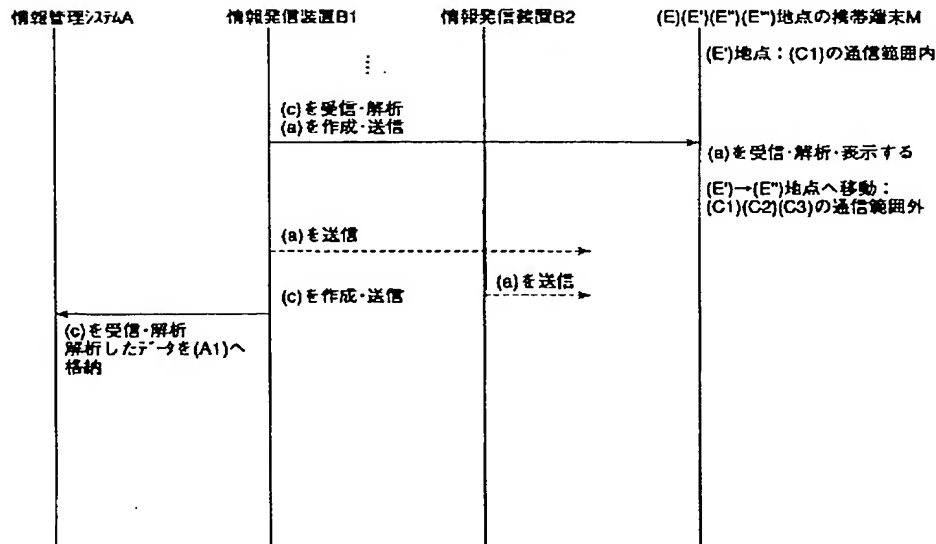 情報管理システムA
情報発信装置B1
情報発信装置B2
(E)(E')(E")(E"')地点の携帯端末M
(E')地点：(C1)の通信範囲内
(c)を受信・解析
(a)を作成・送信
(a)を受信・解析・表示する
(E')→(E")地点へ移動：
(C1)(C2)(C3)の通信範囲外
(a)を送信
(a)を送信
(c)を作成・送信
(c)を受信・解析
解析したデータを(A1)へ
格納